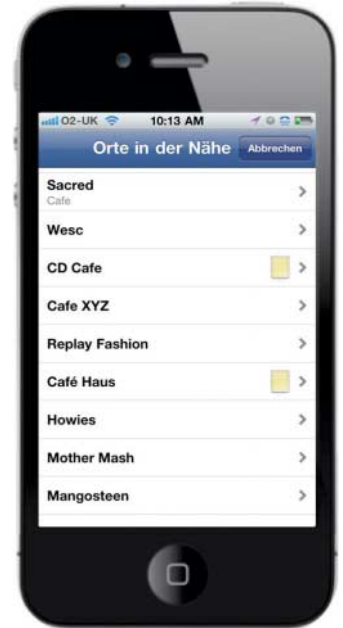 O2-UK 10:13 AM
Orte in der Nähe Abbrechen
Sacred
Cafe
Wesc
CD Cafe
Cafe XYZ
Replay Fashion
Café Haus
Howies
Mother Mash
Mangosteen